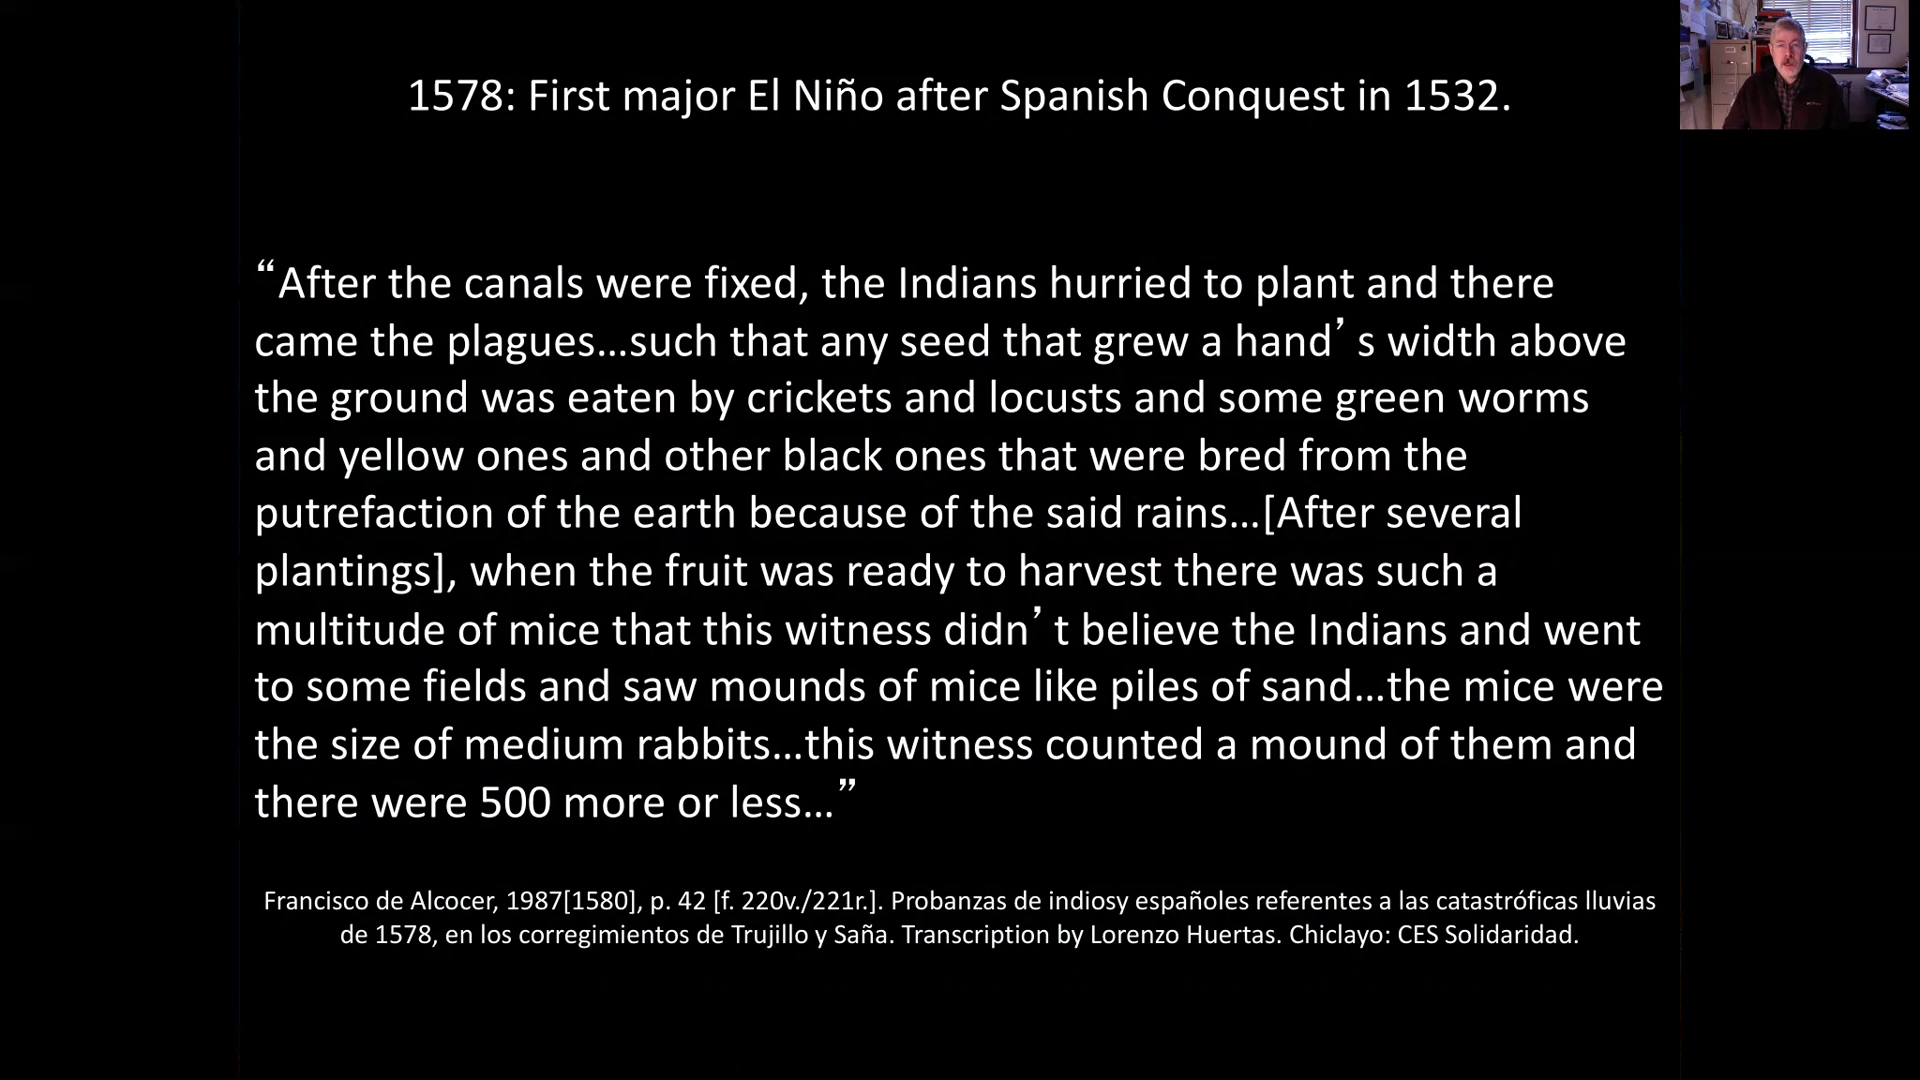 1578: First major El Niño after Spanish Conquest in 1532.
“After the canals were fixed, the Indians hurried to plant and there
came the plagues…such that any seed that grew a hand’s width above
the ground was eaten by crickets and locusts and some green worms
and yellow ones and other black ones that were bred from the
putrefaction of the earth because of the said rains…[After several
plantings], when the fruit was ready to harvest there was such a
multitude of mice that this witness didn’t believe the Indians and went
to some fields and saw mounds of mice like piles of sand…the mice were
the size of medium rabbits…this witness counted a mound of them and
there were 500 more or less…”
Francisco de Alcocer, 1987[1580], p. 42 [f. 220v./221r.]. Probanzas de indiosy españoles referentes a las catastróficas lluvias
de 1578, en los corregimientos de Trujillo y Saña. Transcription by Lorenzo Huertas. Chiclayo: CES Solidaridad.